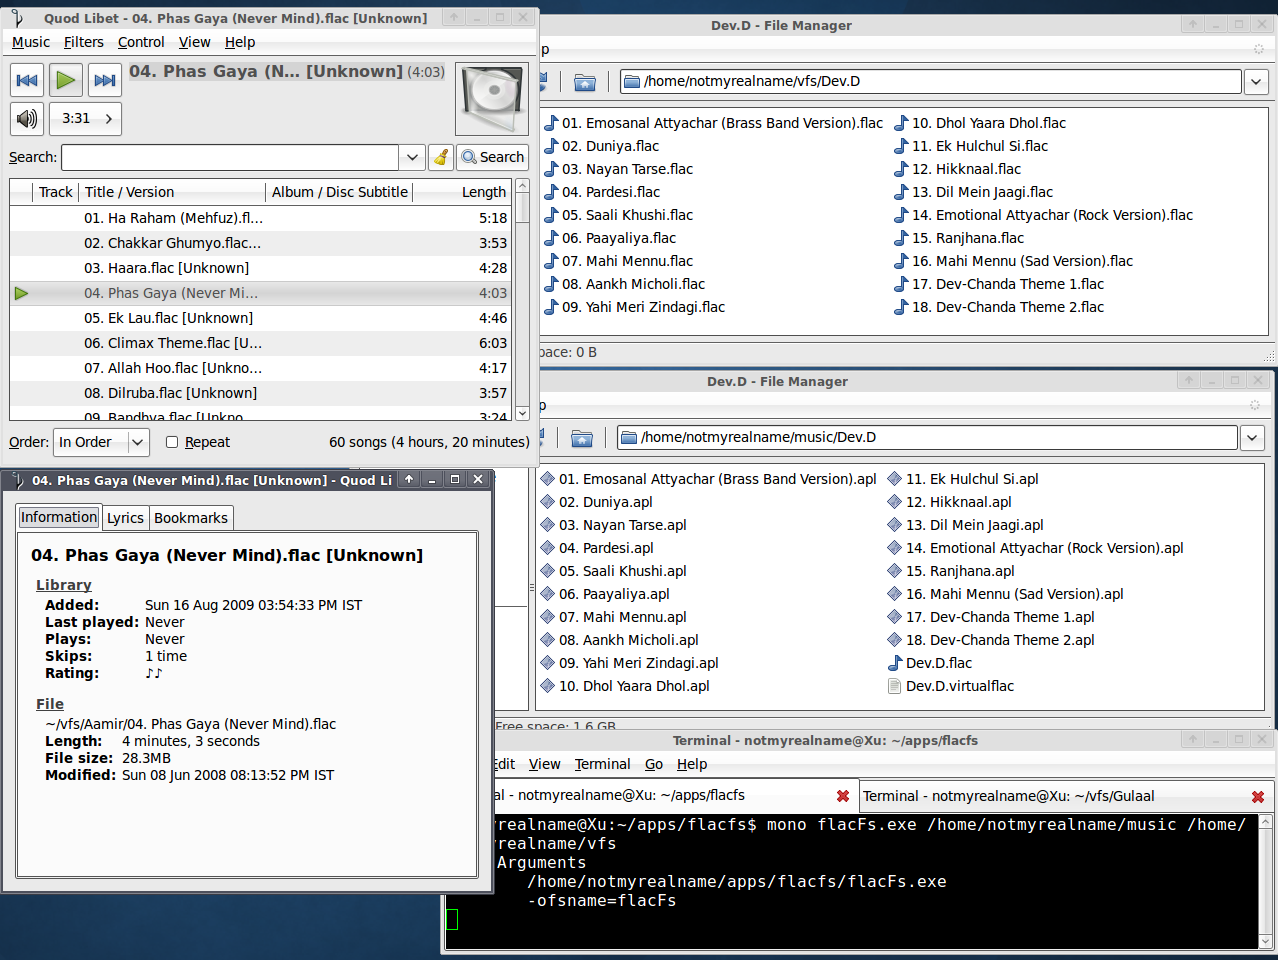 Quod Libet - 04. Phas Gaya (Never Mind).flac [Unknown]
Music Filters Control View Help
04. Phas Gaya (N... [Unknown] (4:03)
3:31
Search:
Search
Track Title / Version Album / Disc Subtitle Length
01. Ha Raham (Mehfuz).fl... 5:18
02. Chakkar Ghumyo.flac... 3:53
03. Haara.flac [Unknown] 4:28
04. Phas Gaya (Never Mi... 4:03
05. Ek Lau.flac [Unknown] 4:46
06. Climax Theme.flac [U... 6:03
07. Allah Hoo.flac [Unkno... 4:17
08. Dilruba.flac [Unknown] 3:57
09. Bandhya.flac [Unkno... 3:24
Order: In Order Repeat 60 songs (4 hours, 20 minutes)
Dev.D - File Manager
p
/home/notmyrealname/vfs/Dev.D
01. Emosanal Attyachar (Brass Band Version).flac
02. Duniya.flac
03. Nayan Tarse.flac
04. Pardesi.flac
05. Saali Khushi.flac
06. Paayaliya.flac
07. Mahi Mennu.flac
08. Aankh Micholi.flac
09. Yahi Meri Zindagi.flac
10. Dhol Yaara Dhol.flac
11. Ek Hulchul Si.flac
12. Hikknaal.flac
13. Dil Mein Jaagi.flac
14. Emotional Attyachar (Rock Version).flac
15. Ranjhana.flac
16. Mahi Mennu (Sad Version).flac
17. Dev-Chanda Theme 1.flac
18. Dev-Chanda Theme 2.flac
pace: 0 B
Dev.D - File Manager
p
/home/notmyrealname/music/Dev.D
01. Emosanal Attyachar (Brass Band Version).apl
02. Duniya.apl
03. Nayan Tarse.apl
04. Pardesi.apl
05. Saali Khushi.apl
06. Paayaliya.apl
07. Mahi Mennu.apl
08. Aankh Micholi.apl
09. Yahi Meri Zindagi.apl
10. Dhol Yaara Dhol.apl
11. Ek Hulchul Si.apl
12. Hikknaal.apl
13. Dil Mein Jaagi.apl
14. Emotional Attyachar (Rock Version).apl
15. Ranjhana.apl
16. Mahi Mennu (Sad Version).apl
17. Dev-Chanda Theme 1.apl
18. Dev-Chanda Theme 2.apl
Dev.D.flac
Dev.D.virtualflac
Free space: 1.6 GB
04. Phas Gaya (Never Mind).flac [Unknown] - Quod Li
Information Lyrics Bookmarks
04. Phas Gaya (Never Mind).flac [Unknown]
Library
Added: Sun 16 Aug 2009 03:54:33 PM IST
Last played: Never
Plays: Never
Skips: 1 time
Rating: ♪♪
File
~/vfs/Aamir/04. Phas Gaya (Never Mind).flac
Length: 4 minutes, 3 seconds
File size: 28.3MB
Modified: Sun 08 Jun 2008 08:13:52 PM IST
Terminal - notmyrealname@Xu: ~/apps/flacfs
Edit View Terminal Go Help
al - notmyrealname@Xu: ~/apps/flacfs
Terminal - notmyrealname@Xu: ~/vfs/Gulaal
yrealname@Xu:~/apps/flacfs$ mono flacFs.exe /home/notmyrealname/music /home/
yrealname/vfs
Arguments
/home/notmyrealname/apps/flacfs/flacFs.exe
-ofsname=flacFs